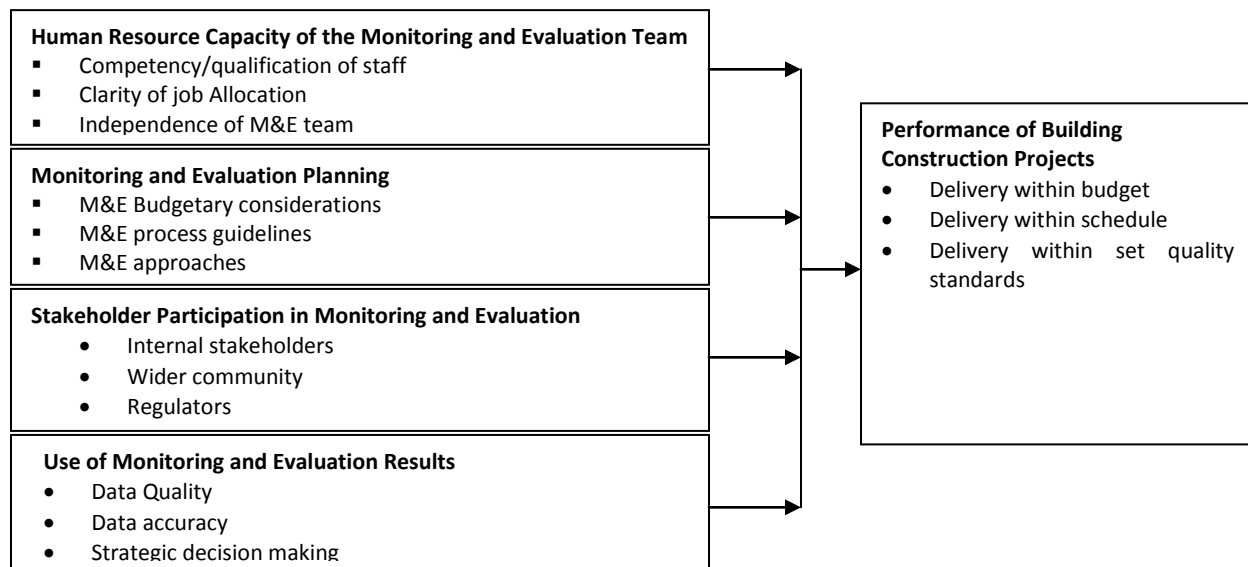 Human Resource Capacity of the Monitoring and Evaluation Team
▪ Competency/qualification of staff
▪ Clarity of job Allocation
▪ Independence of M&E team
Monitoring and Evaluation Planning
▪ M&E Budgetary considerations
▪ M&E process guidelines
▪ M&E approaches
Stakeholder Participation in Monitoring and Evaluation
• Internal stakeholders
• Wider community
• Regulators
Use of Monitoring and Evaluation Results
• Data Quality
• Data accuracy
• Strategic decision making
Performance of Building
Construction Projects
• Delivery within budget
• Delivery within schedule
• Delivery within set quality
standards